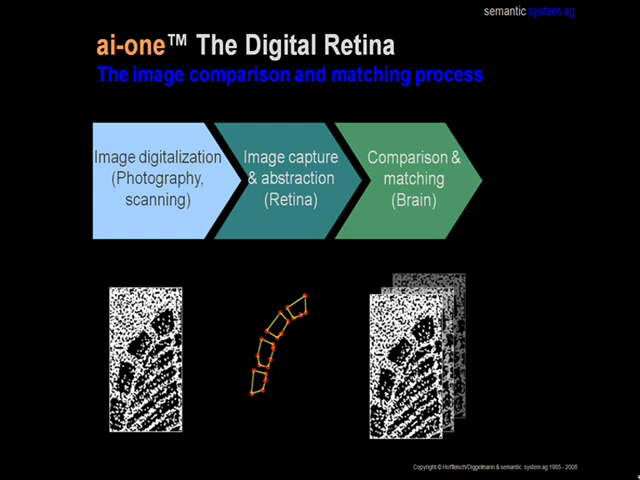 semantic system ag
ai-one™ The Digital Retina
The image comparison and matching process
Image digitalization
(Photography,
scanning)
Image capture
& abstraction
(Retina)
Comparison &
matching
(Brain)
Copyright © Hoffleisch/Diggelmann & semantic system ag 1985 - 2008